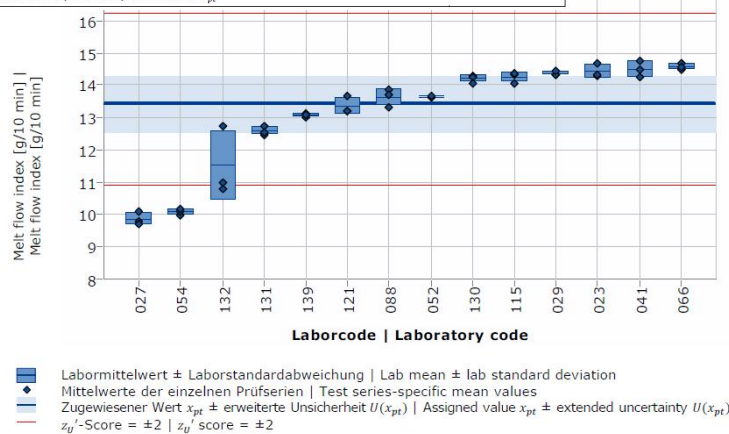 Melt flow index [g/10 min] |
Melt flow index [g/10 min]
16
15
14
13
12
11
10
9
8
027 054 132 131 139 121 088 052 130 115 029 023 041 066
Laborcode | Laboratory code
Labormittelwert ± Laborstandardabweichung | Lab mean ± lab standard deviation
Mittelwerte der einzelnen Prüfserien | Test series-specific mean values
Zugewiesener Wert x_pt ± erweiterte Unsicherheit U(x_pt) | Assigned value x_pt ± extended uncertainty U(x_pt)
z_U'-Score = ±2 | z_U' score = ±2